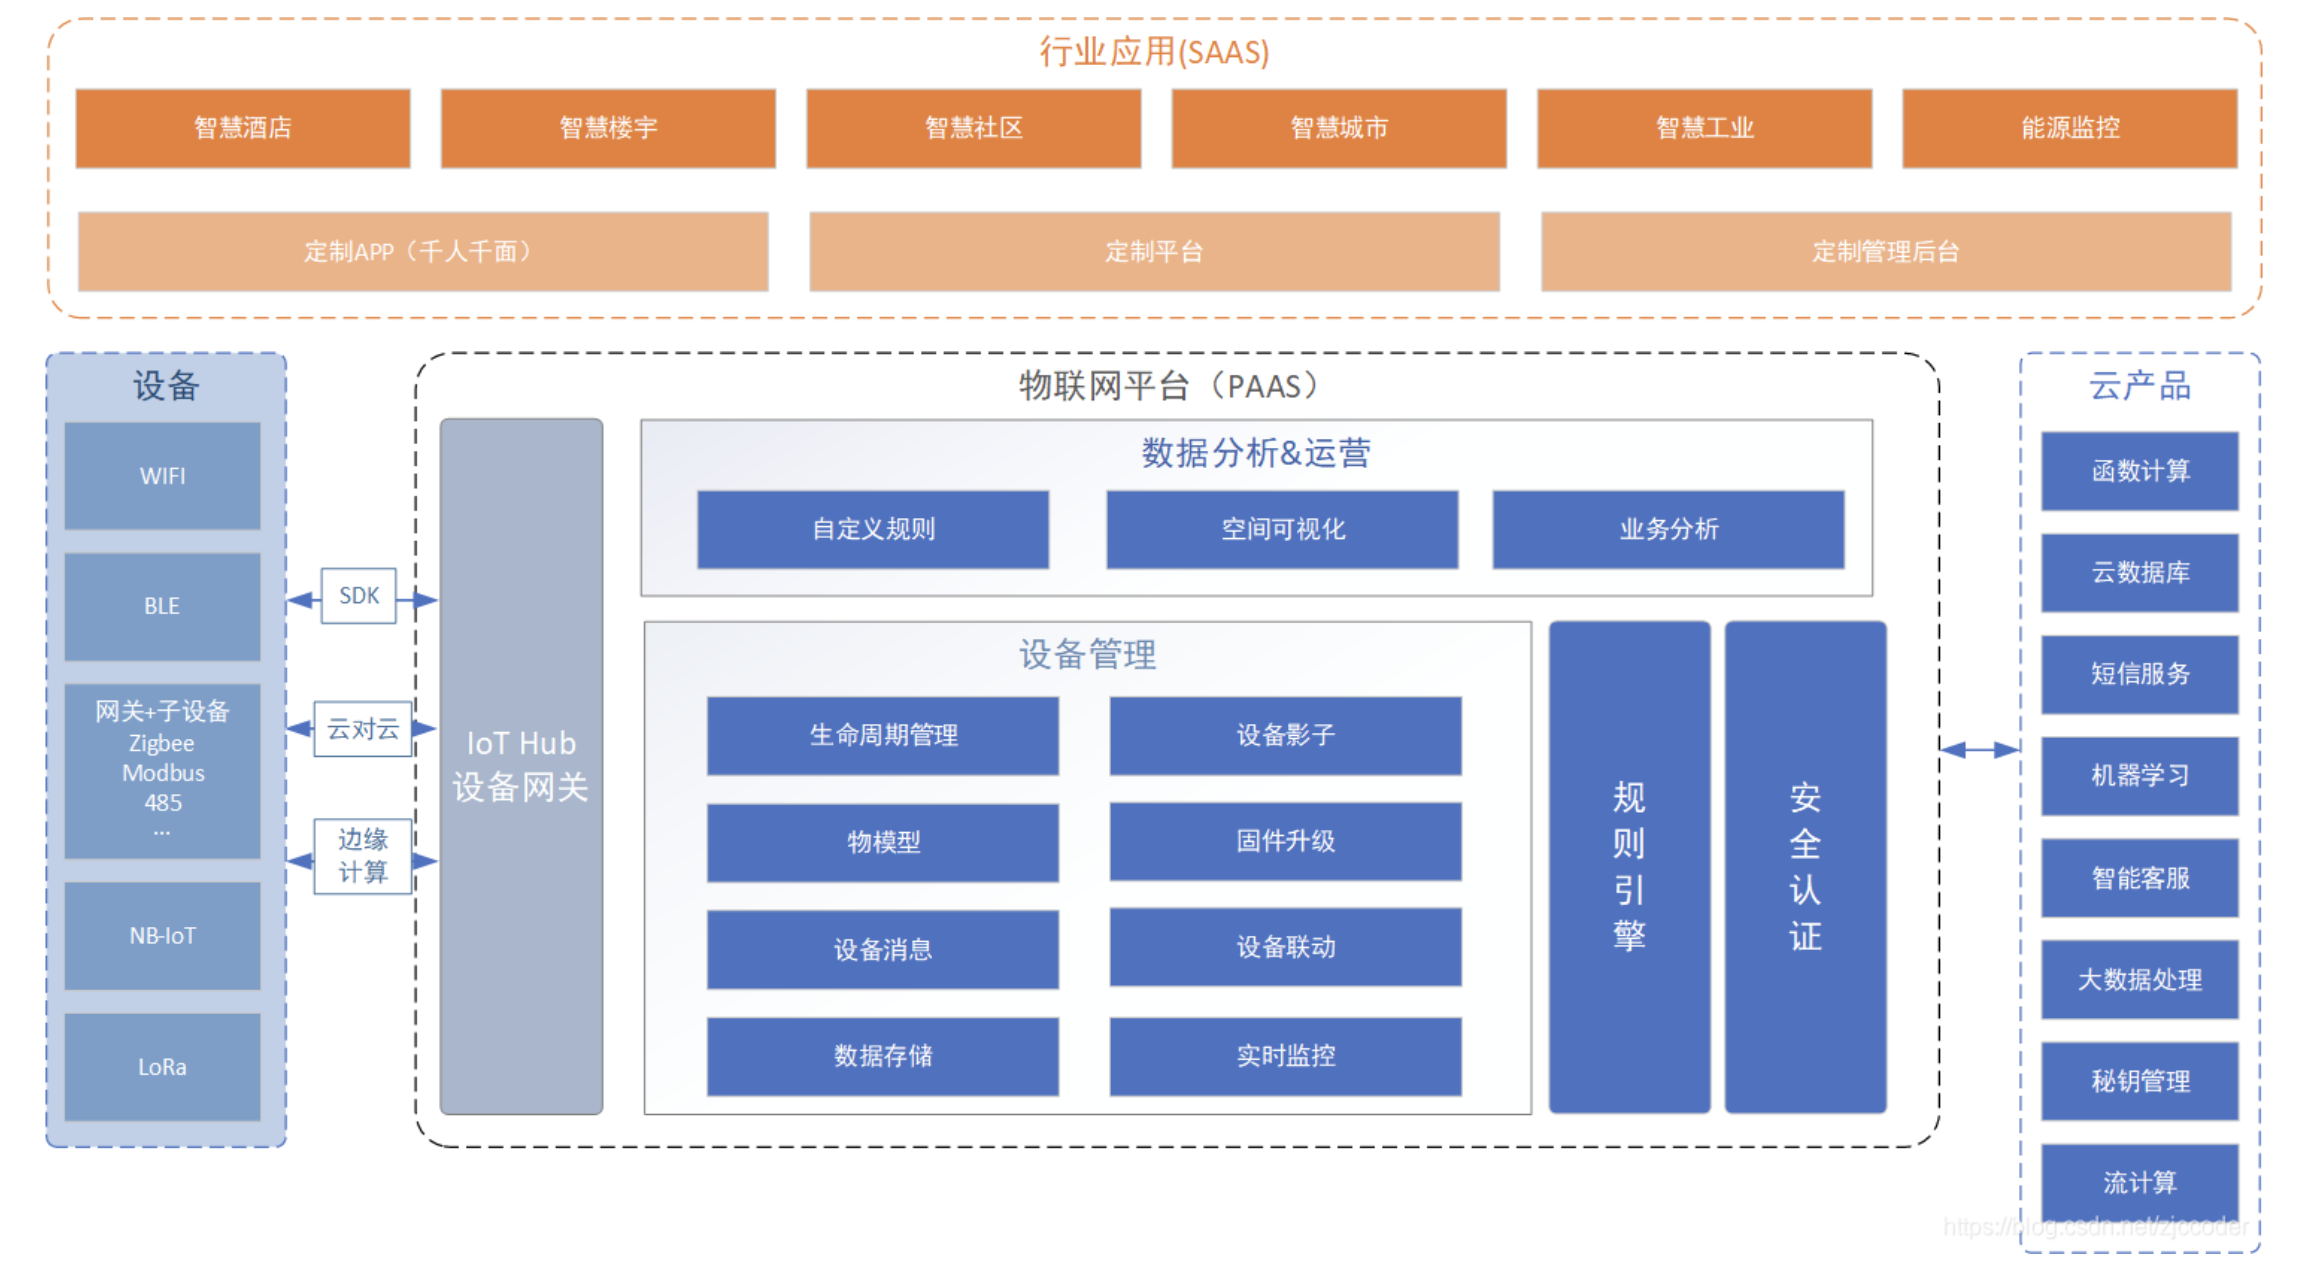 行业应用(SAAS)
智慧酒店
智慧楼宇
智慧社区
智慧城市
智慧工业
能源监控
定制APP（千人千面）
定制平台
定制管理后台
设备
WIFI
BLE
网关+子设备
Zigbee
Modbus
485
...
NB-IoT
LoRa
SDK
云对云
边缘
计算
物联网平台（PAAS）
IoT Hub
设备网关
数据分析&运营
自定义规则
空间可视化
业务分析
设备管理
生命周期管理
设备影子
物模型
固件升级
设备消息
设备联动
数据存储
实时监控
规
则
引
擎
安
全
认
证
云产品
函数计算
云数据库
短信服务
机器学习
智能客服
大数据处理
秘钥管理
流计算
https://blog.csdn.net/zjccoder